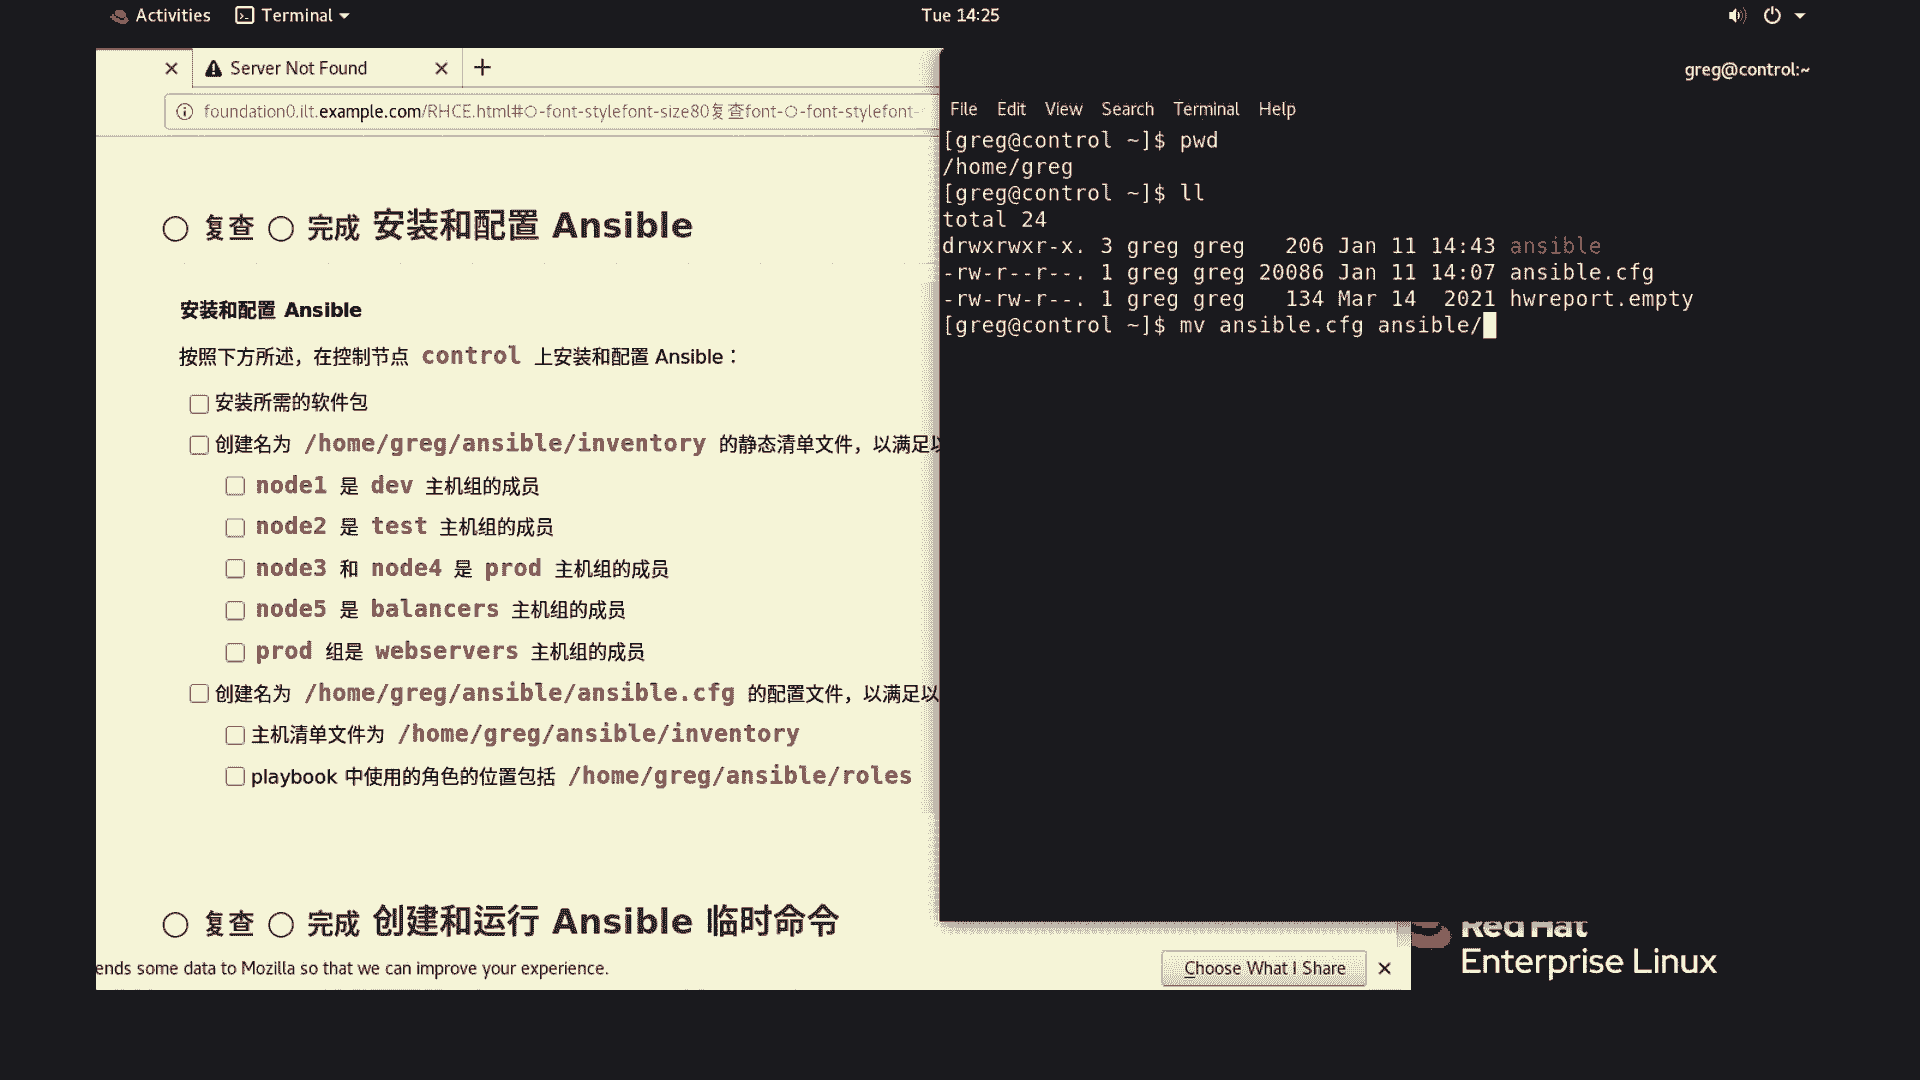 Activities Terminal Tue 14:25
Server Not Found
foundation0.ilt.example.com/RHCE.html#○-font-stylefont-size80复查font-○-font-stylefont-
○ 复查 ○ 完成 安装和配置 Ansible
安装和配置 Ansible
按照下方所述，在控制节点 control 上安装和配置 Ansible：
安装所需的软件包
创建名为 /home/greg/ansible/inventory 的静态清单文件，以满足以
node1 是 dev 主机组的成员
node2 是 test 主机组的成员
node3 和 node4 是 prod 主机组的成员
node5 是 balancers 主机组的成员
prod 组是 webservers 主机组的成员
创建名为 /home/greg/ansible/ansible.cfg 的配置文件，以满足以
主机清单文件为 /home/greg/ansible/inventory
playbook 中使用的角色的位置包括 /home/greg/ansible/roles
○ 复查 ○ 完成 创建和运行 Ansible 临时命令
ends some data to Mozilla so that we can improve your experience.
Choose What I Share
greg@control:~
File Edit View Search Terminal Help
[greg@control ~]$ pwd
/home/greg
[greg@control ~]$ ll
total 24
drwxrwxr-x. 3 greg greg   206 Jan 11 14:43 ansible
-rw-r--r--. 1 greg greg 20086 Jan 11 14:07 ansible.cfg
-rw-rw-r--. 1 greg greg   134 Mar 14  2021 hwreport.empty
[greg@control ~]$ mv ansible.cfg ansible/
Red Hat
Enterprise Linux